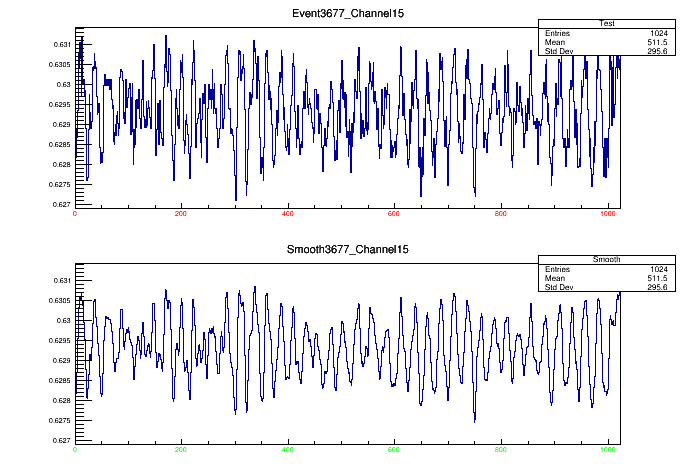 Event3677_Channel15
Test
Entries 1024
Mean 511.5
Std Dev 295.6
0.631
0.6305
0.63
0.6295
0.629
0.6285
0.628
0.6275
0.627
0 200 400 600 800 1000
Smooth3677_Channel15
Smooth
Entries 1024
Mean 511.5
Std Dev 295.6
0.631
0.6305
0.63
0.6295
0.629
0.6285
0.628
0.6275
0.627
0 200 400 600 800 1000